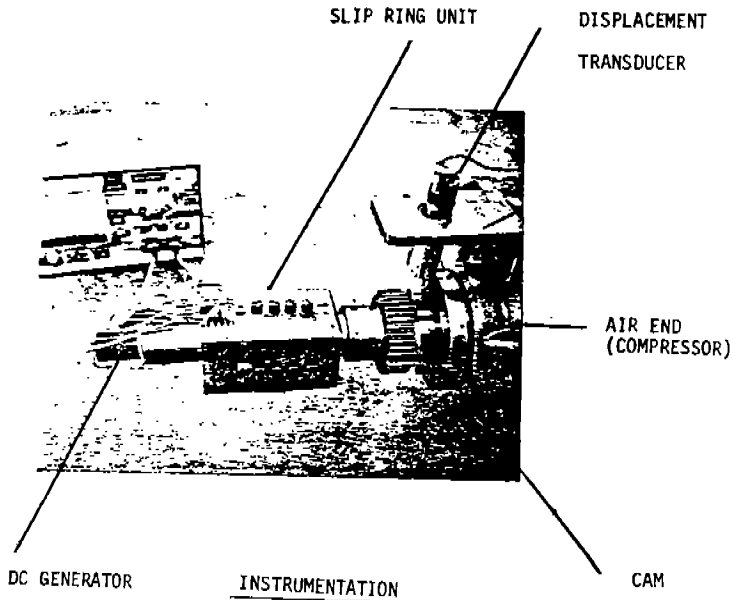 SLIP RING UNIT
DISPLACEMENT
TRANSDUCER
AIR END
(COMPRESSOR)
DC GENERATOR
INSTRUMENTATION
CAM